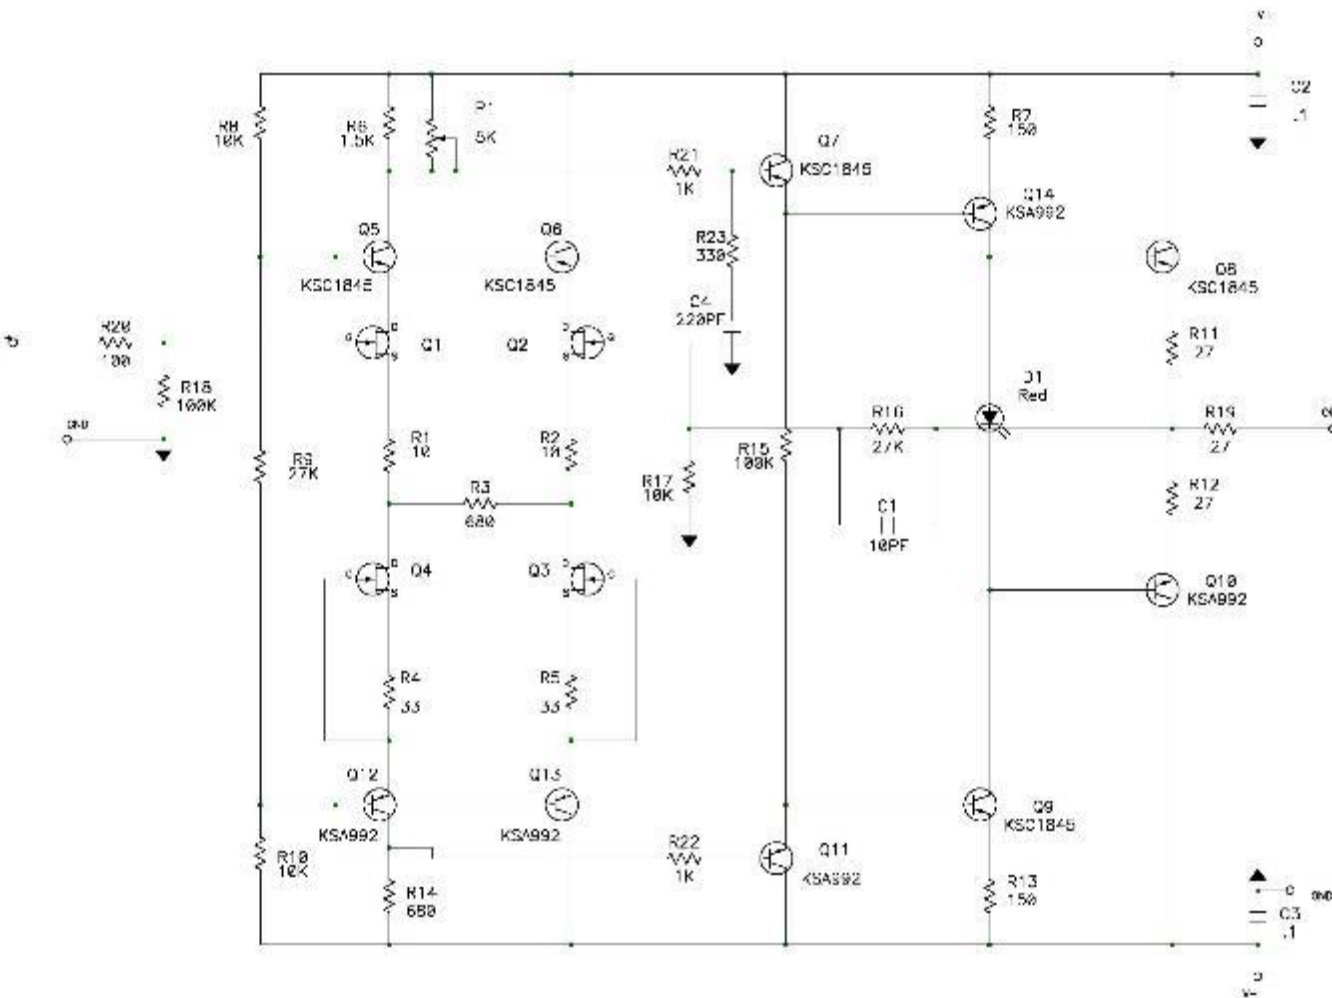 V
C2
.1
R8
10K
R6
1.5K
P1
5K
R7
150
Q7
KSC1845
R21
1K
Q14
KSA992
Q5
KSC1845
Q6
KSC1845
R23
330
Q8
KSC1845
C4
220PF
R20
100
G
D
S
Q1
Q2
D
S
G
R11
27
R18
100K
D1
Red
GND
R9
27K
R1
10
R2
10
R15
100K
R16
27K
R19
27
R3
680
R17
10K
C1
10PF
R12
27
G
D
S
Q4
Q3
D
S
G
Q10
KSA992
R4
33
R5
33
Q12
KSA992
Q13
KSA992
Q9
KSC1845
R10
10K
R22
1K
Q11
KSA992
R14
680
R13
150
GND
C3
.1
V-